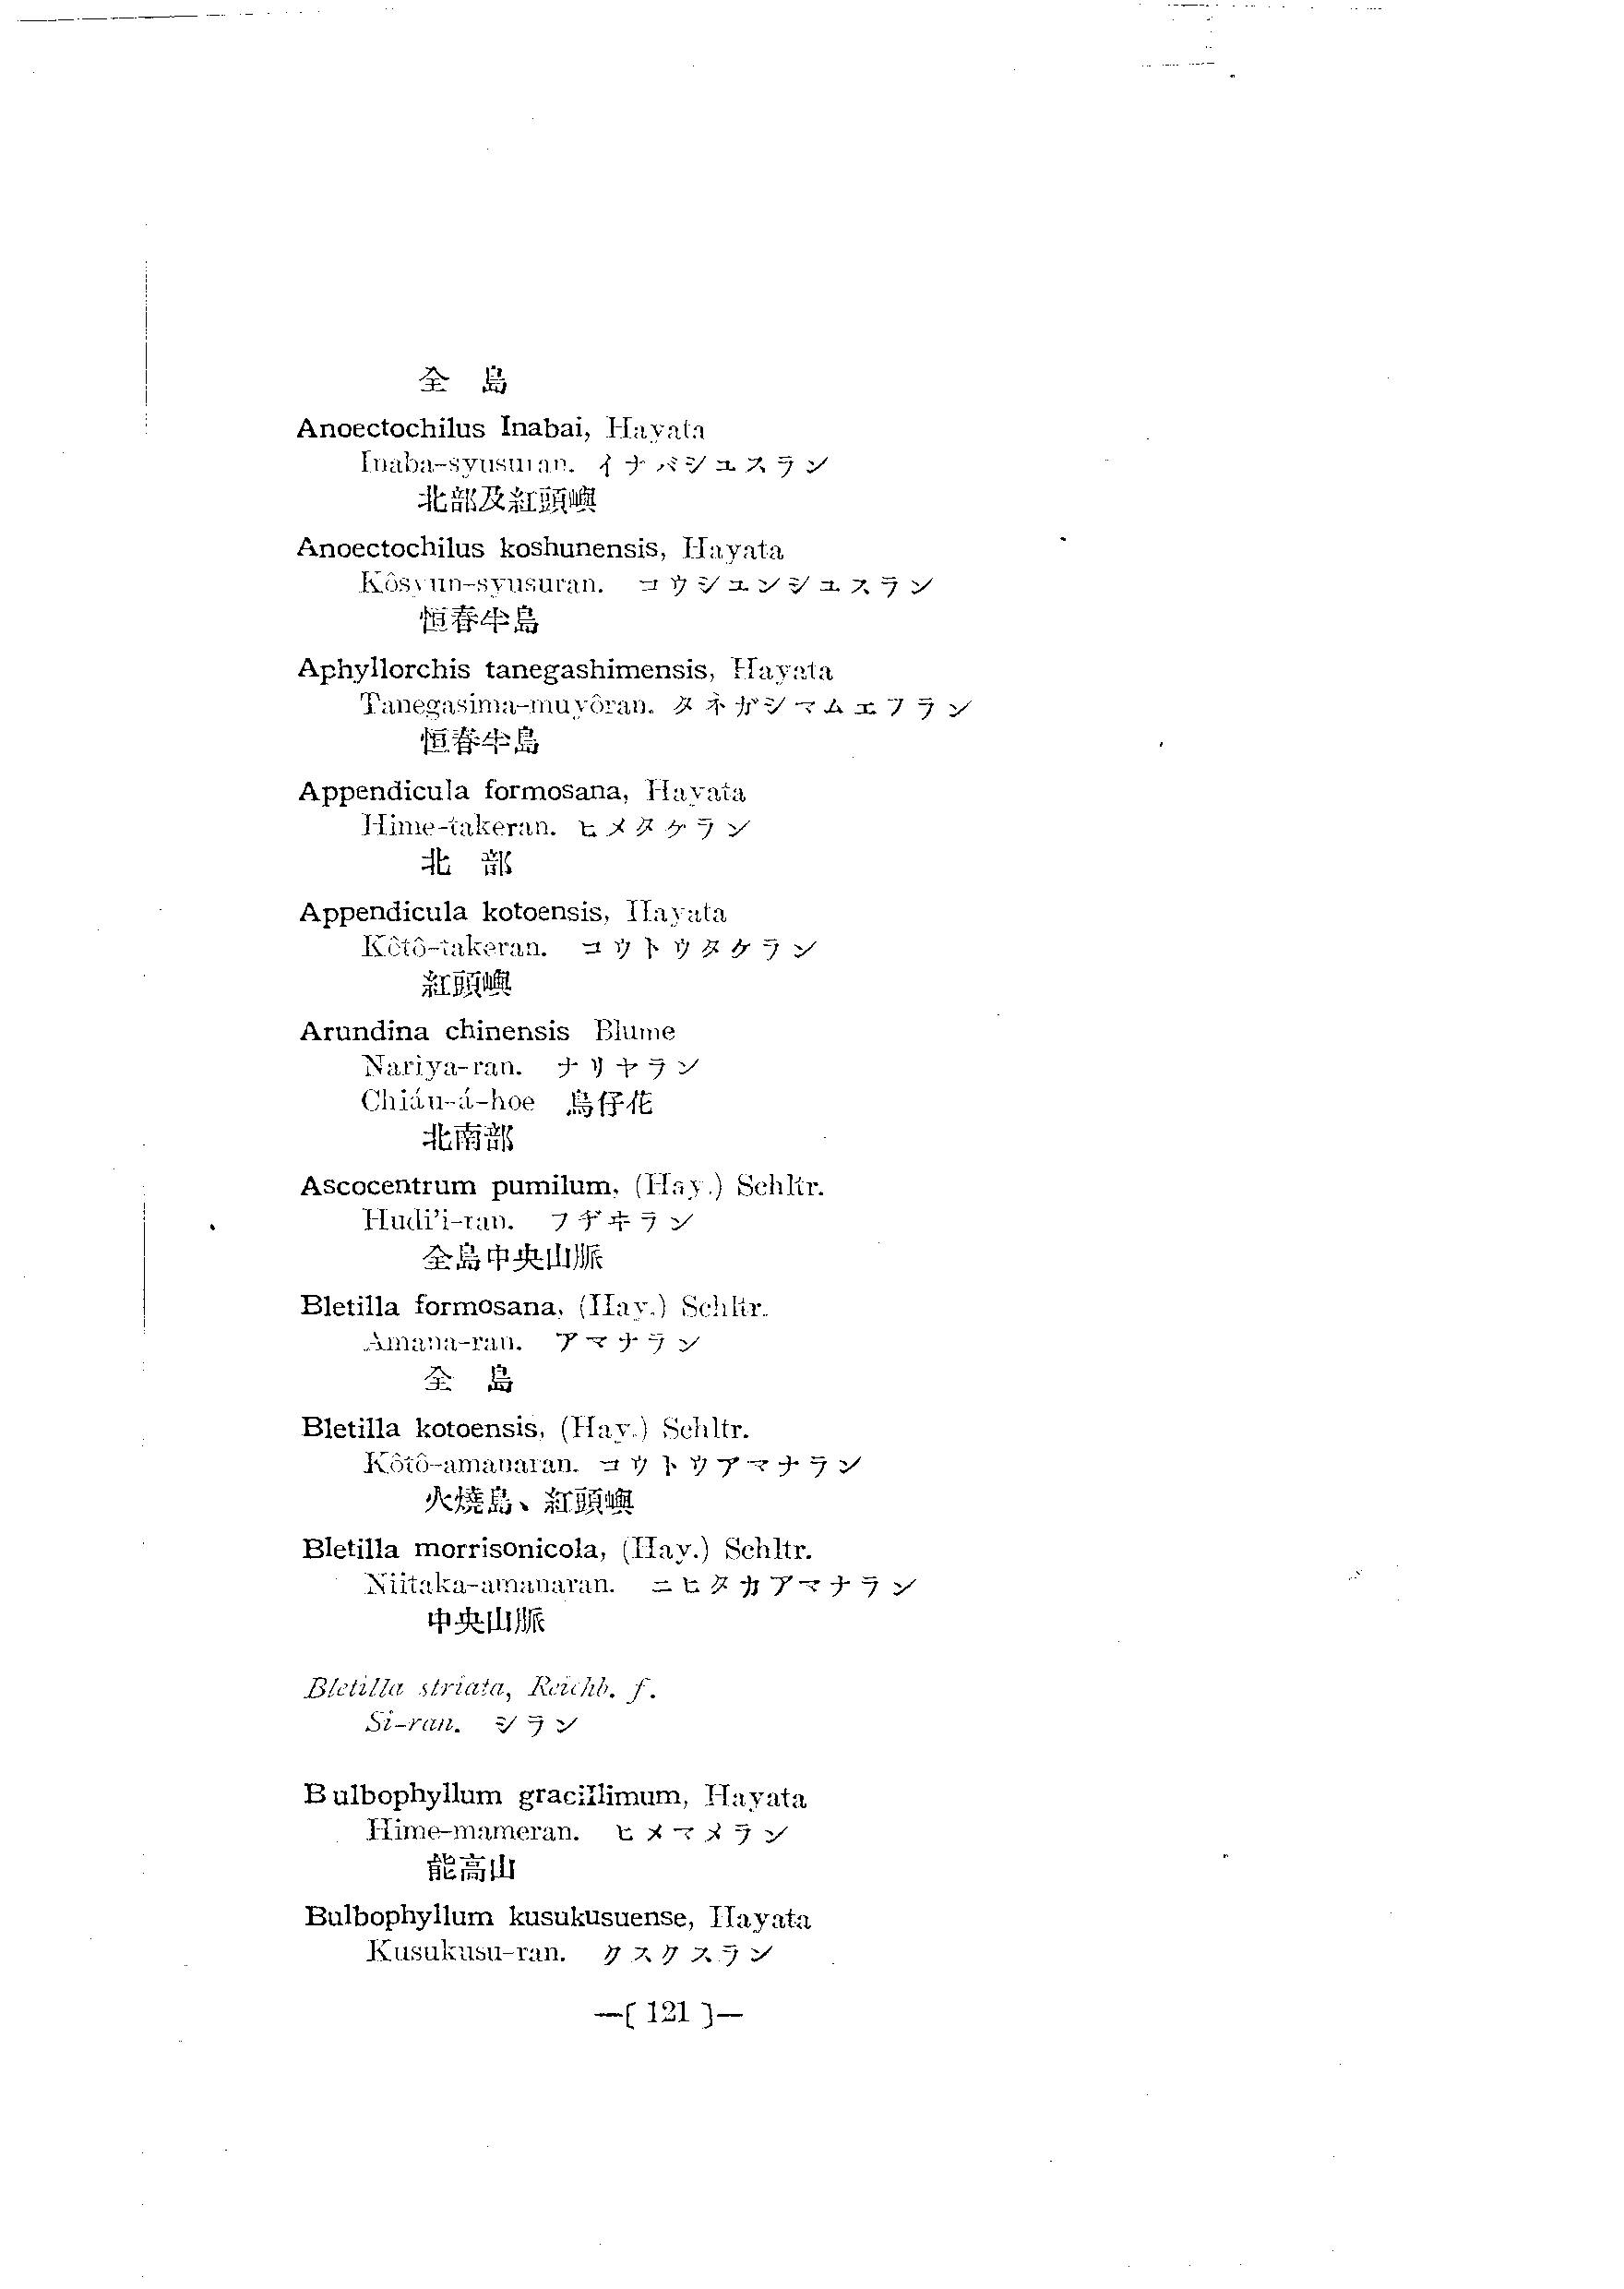 全　島
Anoectochilus Inabai, Hayata
Inaba-syusuran. イナバシユスラン
北部及紅頭嶼
Anoectochilus koshunensis, Hayata
Kôsyun-syusuran. コウシユンシユスラン
恒春半島
Aphyllorchis tanegashimensis, Hayata
Tanegasima-muyôran. タネガシマムエフラン
恒春半島
Appendicula formosana, Hayata
Hime-takeran. ヒメタケラン
北　部
Appendicula kotoensis, Hayata
Kôtô-takeran. コウトウタケラン
紅頭嶼
Arundina chinensis Blume
Nariya-ran. ナリヤラン
Chiáu-á-hoe 鳥仔花
北南部
Ascocentrum pumilum, (Hay.) Schltr.
Hudi'i-ran. フヂヰラン
全島中央山脈
Bletilla formosana, (Hay.) Schltr.
Amana-ran. アマナラン
全　島
Bletilla kotoensis, (Hay.) Schltr.
Kôtô-amanaran. コウトウアマナラン
火燒島、紅頭嶼
Bletilla morrisonicola, (Hay.) Schltr.
Niitaka-amanaran. ニヒタカアマナラン
中央山脈
Bletilla striata, Reichb. f.
Si-ran. シラン
Bulbophyllum gracillimum, Hayata
Hime-mameran. ヒメマメラン
能高山
Bulbophyllum kusukusuense, Hayata
Kusukusu-ran. クスクスラン
—[ 121 ]—